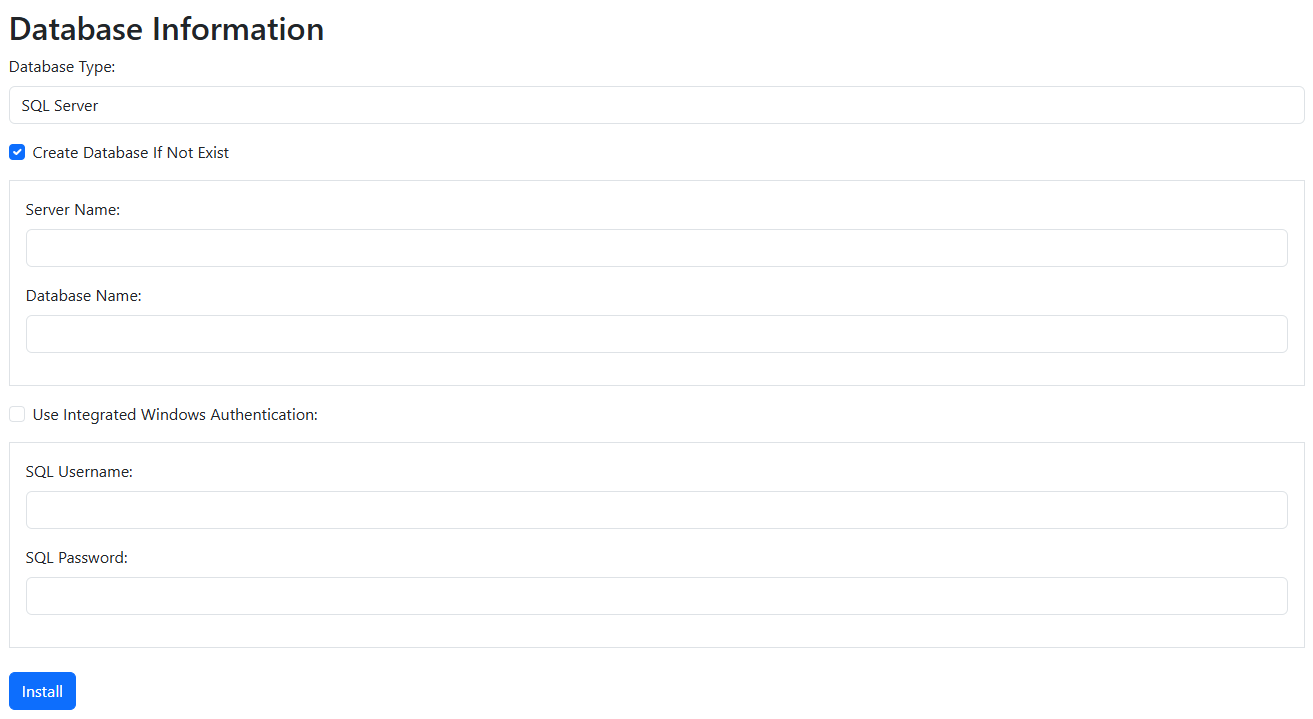 Database Information
Database Type:
SQL Server
Create Database If Not Exist
Server Name:
Database Name:
Use Integrated Windows Authentication:
SQL Username:
SQL Password:
Install